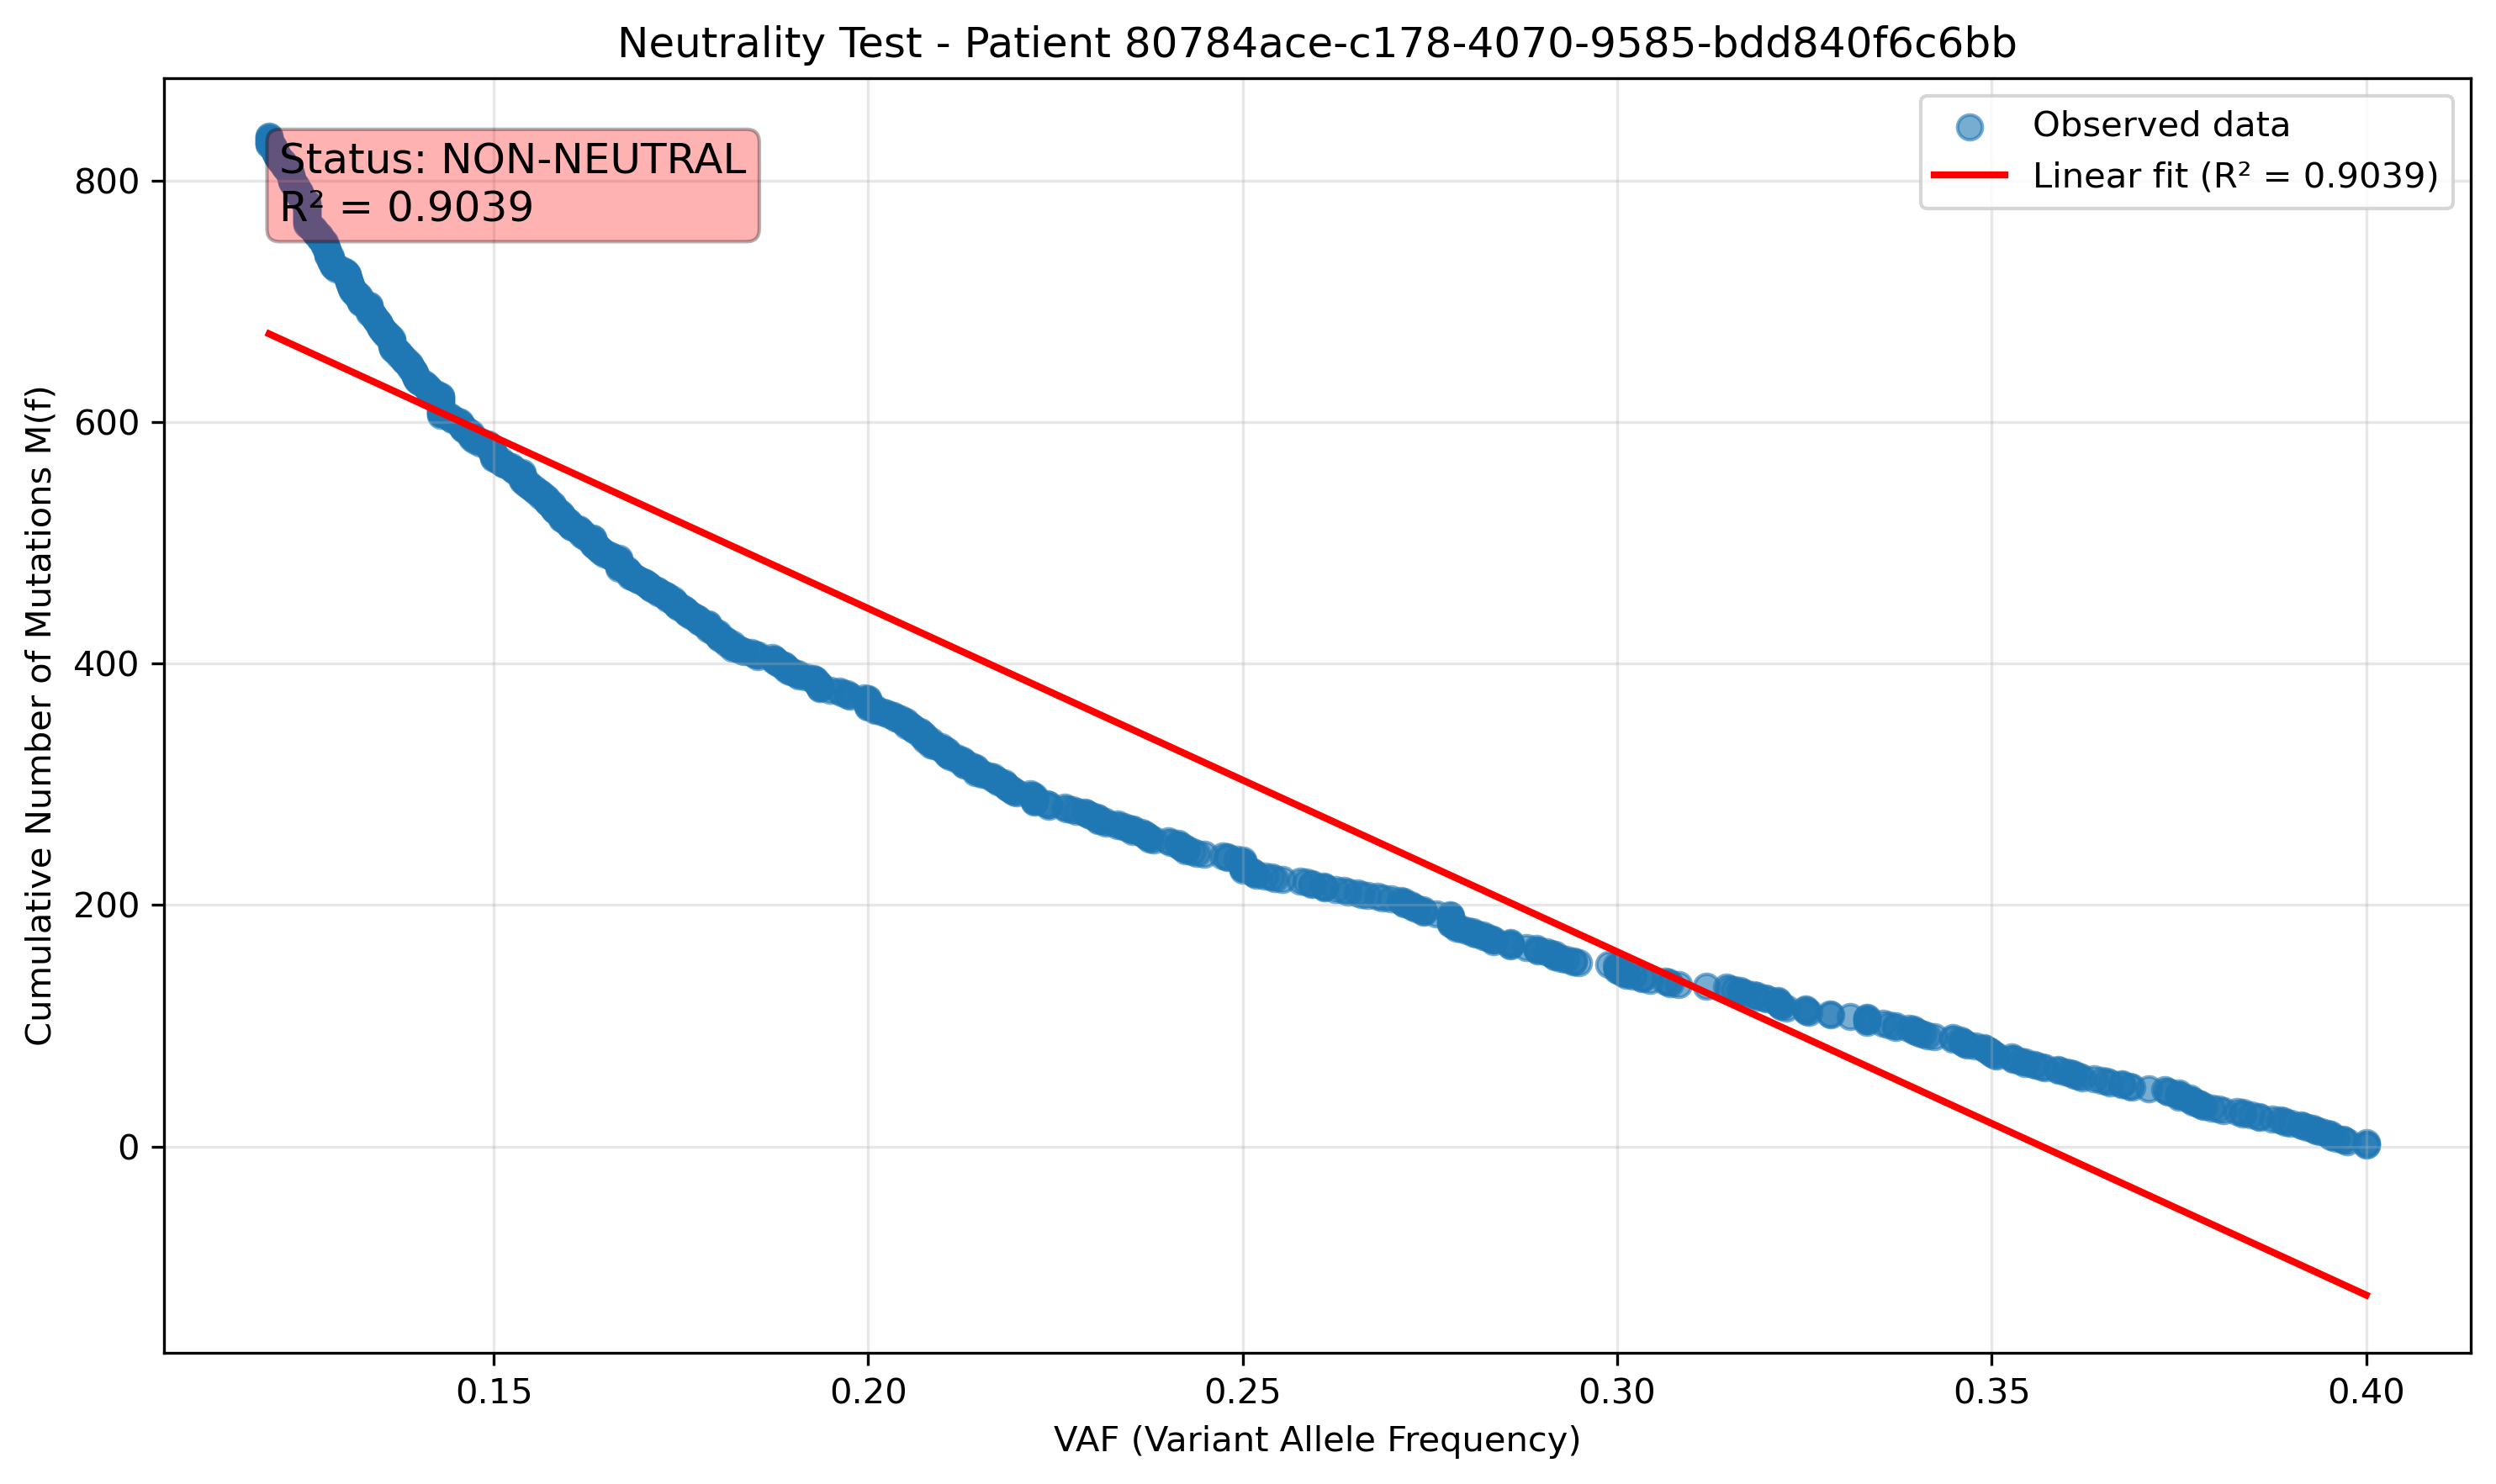 Neutrality Test - Patient 80784ace-c178-4070-9585-bdd840f6c6bb
Status: NON-NEUTRAL
R² = 0.9039
Observed data
Linear fit (R² = 0.9039)
Cumulative Number of Mutations M(f)
800
600
400
200
0
0.15
0.20
0.25
0.30
0.35
0.40
VAF (Variant Allele Frequency)